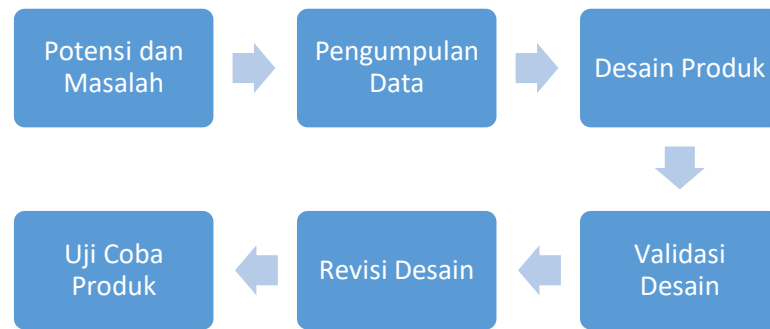 Potensi dan
Masalah
Pengumpulan
Data
Desain Produk
Validasi
Desain
Revisi Desain
Uji Coba
Produk